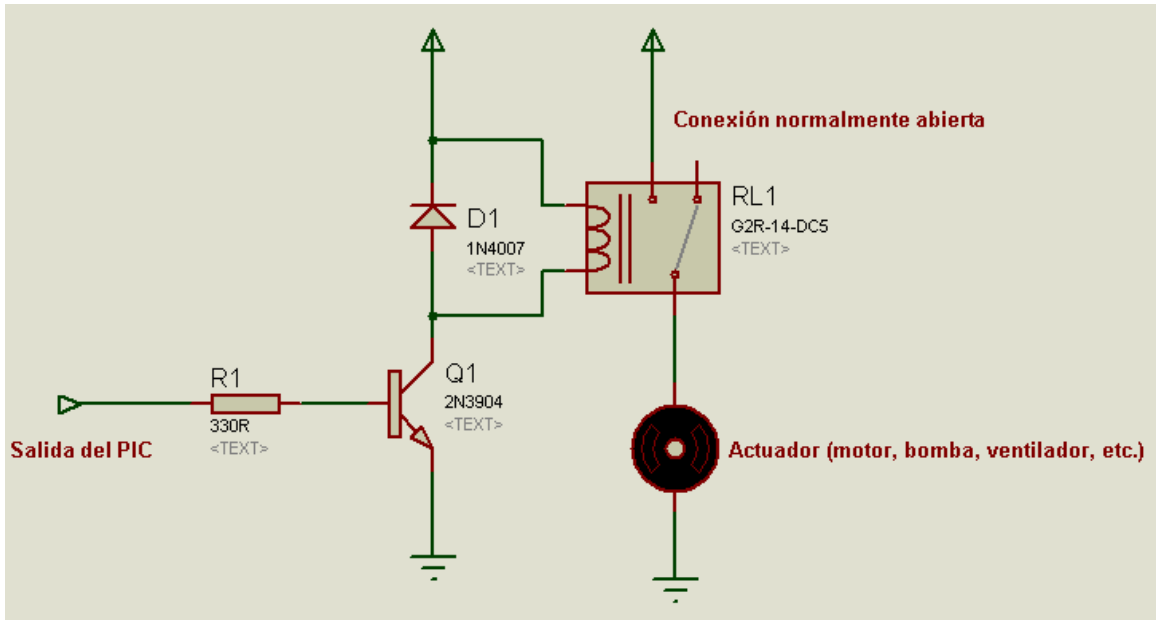 Conexión normalmente abierta
RL1
G2R-14-DC5
<TEXT>
D1
1N4007
<TEXT>
Q1
2N3904
<TEXT>
R1
330R
<TEXT>
Salida del PIC
Actuador (motor, bomba, ventilador, etc.)